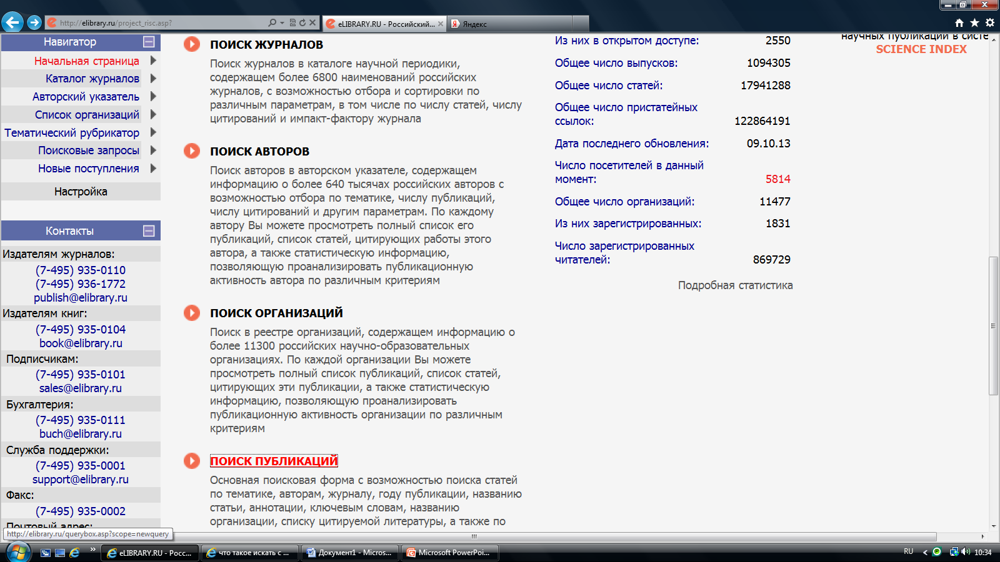 http://elibrary.ru/project_risc.asp?
eLIBRARY.RU - Российский...
Яндекс
Навигатор
Начальная страница
Каталог журналов
Авторский указатель
Список организаций
Тематический рубрикатор
Поисковые запросы
Новые поступления
Настройка
Контакты
Издателям журналов:
(7-495) 935-0110
(7-495) 936-1772
publish@elibrary.ru
Издателям книг:
(7-495) 935-0104
book@elibrary.ru
Подписчикам:
(7-495) 935-0101
sales@elibrary.ru
Бухгалтерия:
(7-495) 935-0111
buch@elibrary.ru
Служба поддержки:
(7-495) 935-0001
support@elibrary.ru
Факс:
(7-495) 935-0002
Почтовый адрес:
http://elibrary.ru/querybox.asp?scope=newquery
ПОИСК ЖУРНАЛОВ
Поиск журналов в каталоге научной периодики,
содержащем более 6800 наименований российских
журналов, с возможностью отбора и сортировки по
различным параметрам, в том числе по числу статей, числу
цитирований и импакт-фактору журнала
ПОИСК АВТОРОВ
Поиск авторов в авторском указателе, содержащем
информацию о более 640 тысячах российских авторов с
возможностью отбора по тематике, числу публикаций,
числу цитирований и другим параметрам. По каждому
автору Вы можете просмотреть полный список его
публикаций, список статей, цитирующих работы этого
автора, а также статистическую информацию,
позволяющую проанализировать публикационную
активность автора по различным критериям
ПОИСК ОРГАНИЗАЦИЙ
Поиск в реестре организаций, содержащем информацию о
более 11300 российских научно-образовательных
организациях. По каждой организации Вы можете
просмотреть полный список публикаций, список статей,
цитирующих эти публикации, а также статистическую
информацию, позволяющую проанализировать
публикационную активность организации по различным
критериям
ПОИСК ПУБЛИКАЦИЙ
Основная поисковая форма с возможностью поиска статей
по тематике, авторам, журналу, году публикации, названию
статьи, аннотации, ключевым словам, названию
организации, списку цитируемой литературы, а также по
Из них в открытом доступе: 2550
Общее число выпусков: 1094305
Общее число статей: 17941288
Общее число пристатейных
ссылок: 122864191
Дата последнего обновления: 09.10.13
Число посетителей в данный
момент: 5814
Общее число организаций: 11477
Из них зарегистрированных: 1831
Число зарегистрированных
читателей: 869729
Подробная статистика
научных публикаций в систе
SCIENCE INDEX
eLIBRARY.RU - Росс...
что такое искать с ...
Документ1 - Micros...
Microsoft PowerPoi...
RU
10:34